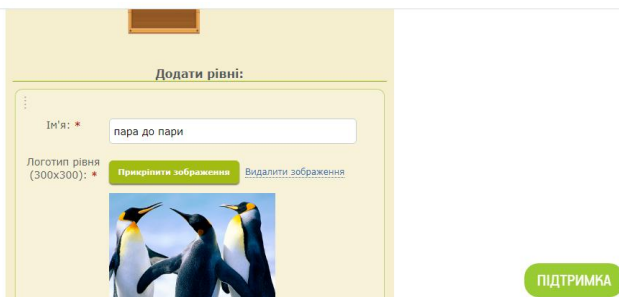 Додати рівні:
Ім'я: *
пара до пари
Логотип рівня
(300x300): *
Прикріпити зображення
Видалити зображення
ПІДТРИМКА